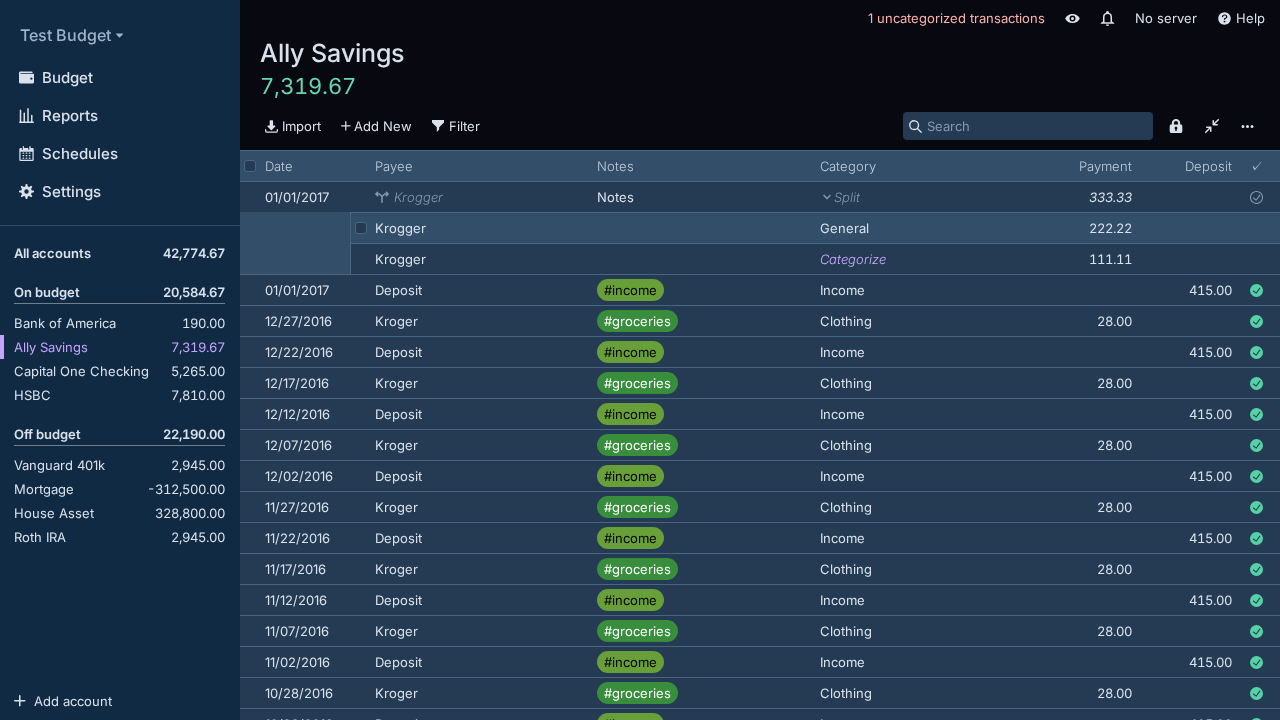 Test Budget
Budget
Reports
Schedules
Settings
All accounts 42,774.67
On budget 20,584.67
Bank of America 190.00
Ally Savings 7,319.67
Capital One Checking 5,265.00
HSBC 7,810.00
Off budget 22,190.00
Vanguard 401k 2,945.00
Mortgage -312,500.00
House Asset 328,800.00
Roth IRA 2,945.00
Add account
1 uncategorized transactions No server Help
Ally Savings
7,319.67
Import Add New Filter Search
Date Payee Notes Category Payment Deposit ✓
01/01/2017 Krogger Notes Split 333.33
Krogger General 222.22
Krogger Categorize 111.11
01/01/2017 Deposit #income Income 415.00
12/27/2016 Kroger #groceries Clothing 28.00
12/22/2016 Deposit #income Income 415.00
12/17/2016 Kroger #groceries Clothing 28.00
12/12/2016 Deposit #income Income 415.00
12/07/2016 Kroger #groceries Clothing 28.00
12/02/2016 Deposit #income Income 415.00
11/27/2016 Kroger #groceries Clothing 28.00
11/22/2016 Deposit #income Income 415.00
11/17/2016 Kroger #groceries Clothing 28.00
11/12/2016 Deposit #income Income 415.00
11/07/2016 Kroger #groceries Clothing 28.00
11/02/2016 Deposit #income Income 415.00
10/28/2016 Kroger #groceries Clothing 28.00